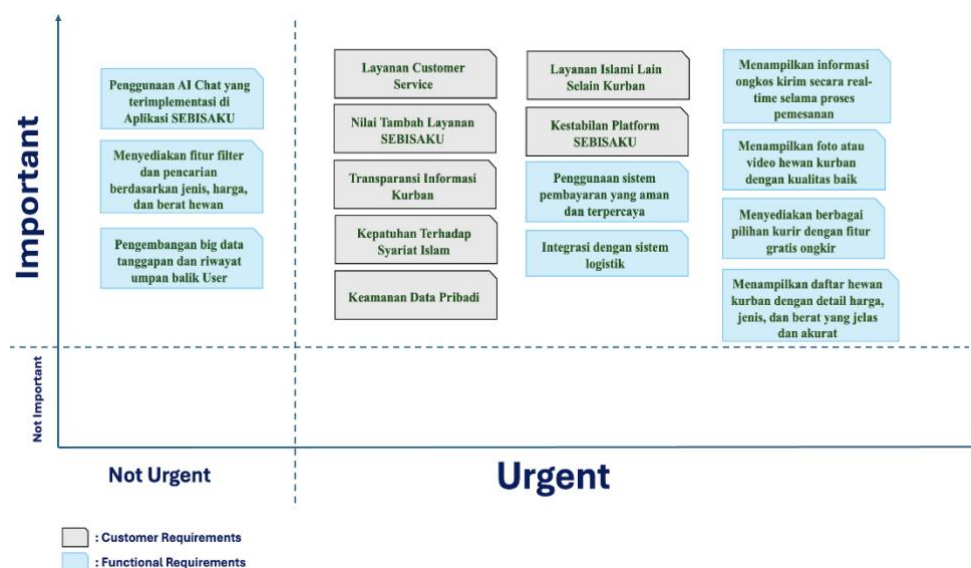 Important
Not Important
Penggunaan AI Chat yang
terimplementasi di
Aplikasi SEBISAKU
Menyediakan fitur filter
dan pencarian
berdasarkan jenis, harga,
dan berat hewan
Pengembangan big data
tanggapan dan riwayat
umpan balik User
Layanan Customer
Service
Nilai Tambah Layanan
SEBISAKU
Transparansi Informasi
Kurban
Kepatuhan Terhadap
Syariat Islam
Keamanan Data Pribadi
Layanan Islami Lain
Selain Kurban
Kestabilan Platform
SEBISAKU
Penggunaan sistem
pembayaran yang aman
dan terpercaya
Integrasi dengan sistem
logistik
Menampilkan informasi
ongkos kirim secara real-
time selama proses
pemesanan
Menampilkan foto atau
video hewan kurban
dengan kualitas baik
Menyediakan berbagai
pilihan kurir dengan fitur
gratis ongkir
Menampilkan daftar hewan
kurban dengan detail harga,
jenis, dan berat yang jelas
dan akurat
Not Urgent
Urgent
: Customer Requirements
: Functional Requirements